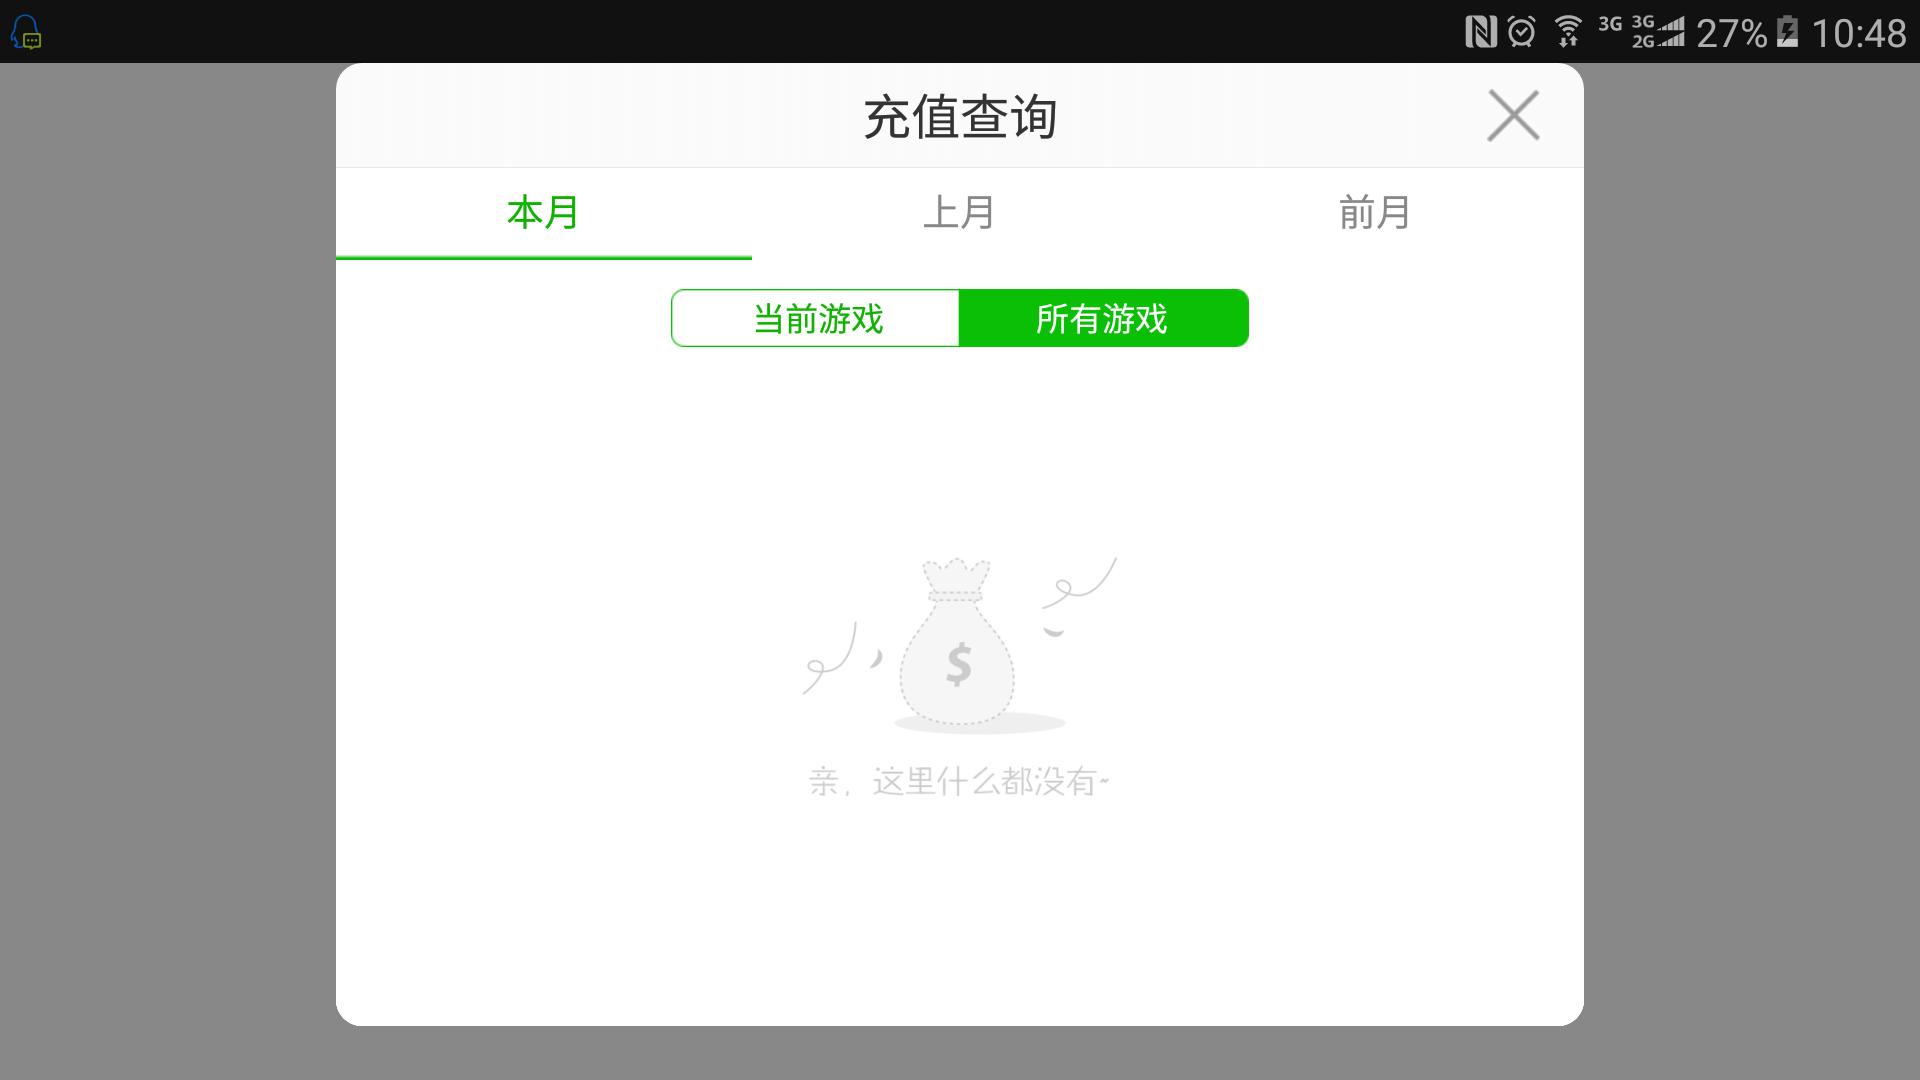 3G 3G 2G 27% 10:48
充值查询
本月 上月 前月
当前游戏 所有游戏
$
亲，这里什么都没有~